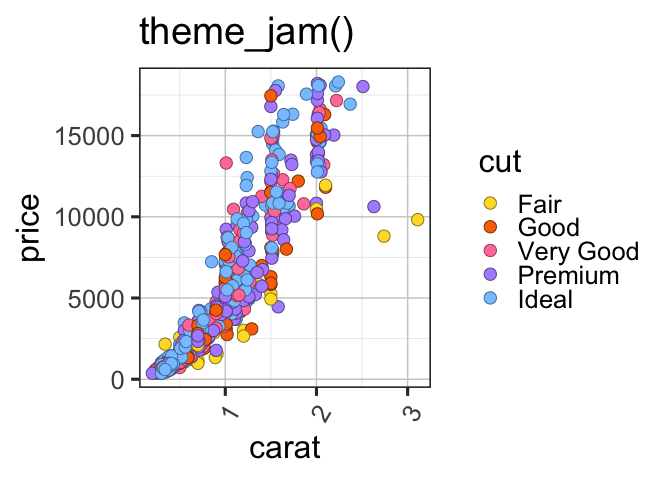 theme_jam()
price
15000
10000
5000
0
1
2
3
carat
cut
Fair
Good
Very Good
Premium
Ideal